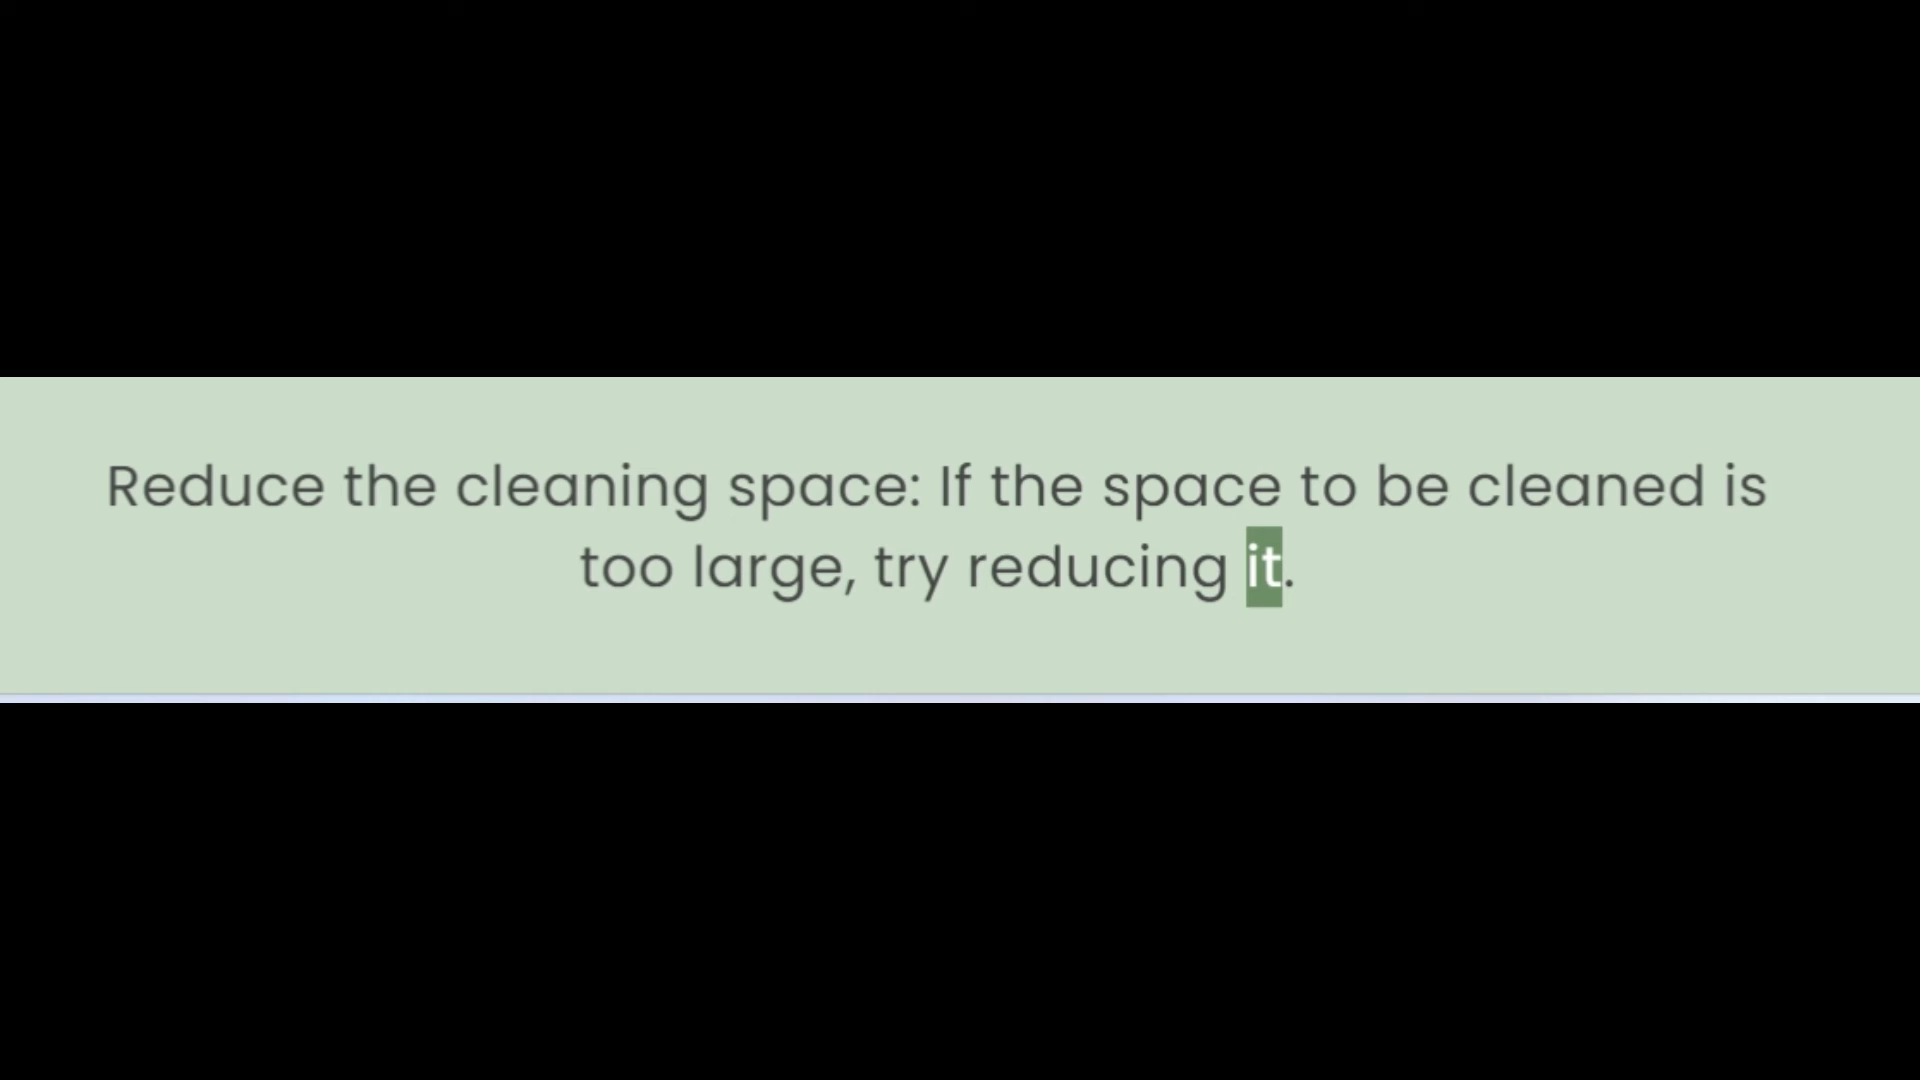 Reduce the cleaning space: If the space to be cleaned is
too large, try reducing it.